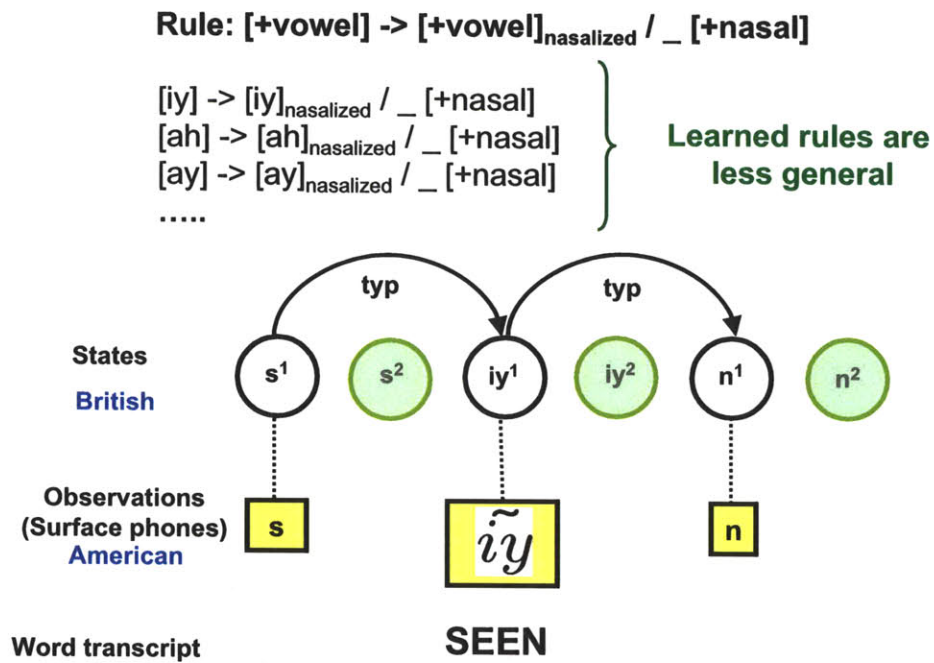 Rule: [+vowel] -> [+vowel]nasalized / _ [+nasal]
[iy] -> [iy]nasalized / _ [+nasal]
[ah] -> [ah]nasalized / _ [+nasal]
[ay] -> [ay]nasalized / _ [+nasal]
.....
Learned rules are
less general
typ typ
States
British
s¹ s² iy¹ iy² n¹ n²
Observations
(Surface phones)
American
s ĩy n
Word transcript SEEN